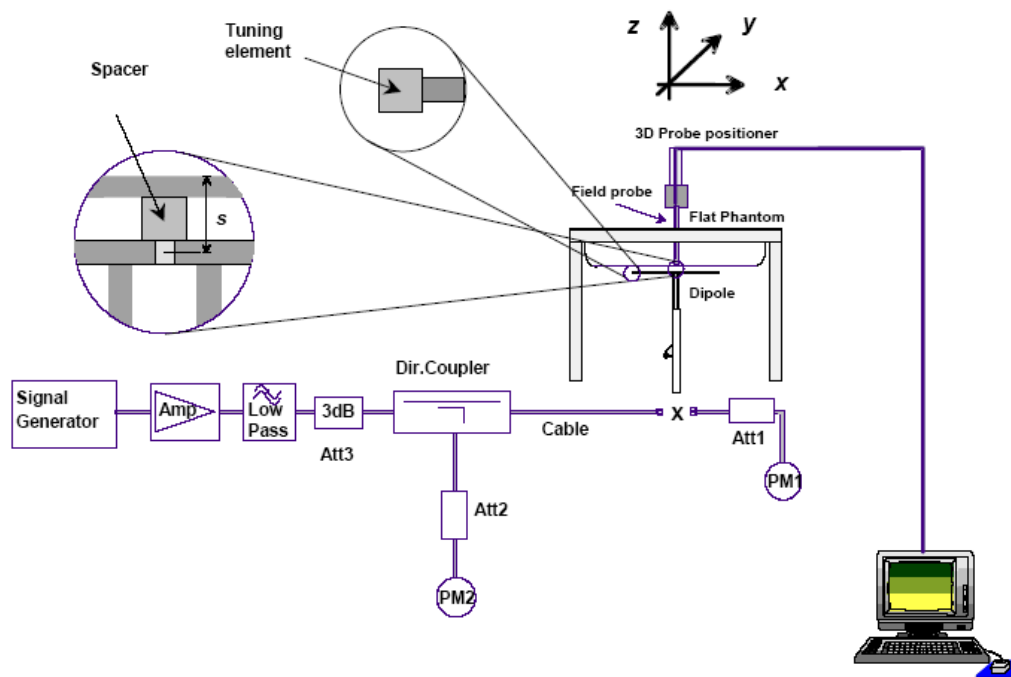 Tuning
element
Spacer
s
z
y
x
3D Probe positioner
Field probe
Flat Phantom
Dipole
Dir.Coupler
Signal
Generator
Amp
Low
Pass
3dB
Att3
Cable
X
Att1
PM1
Att2
PM2